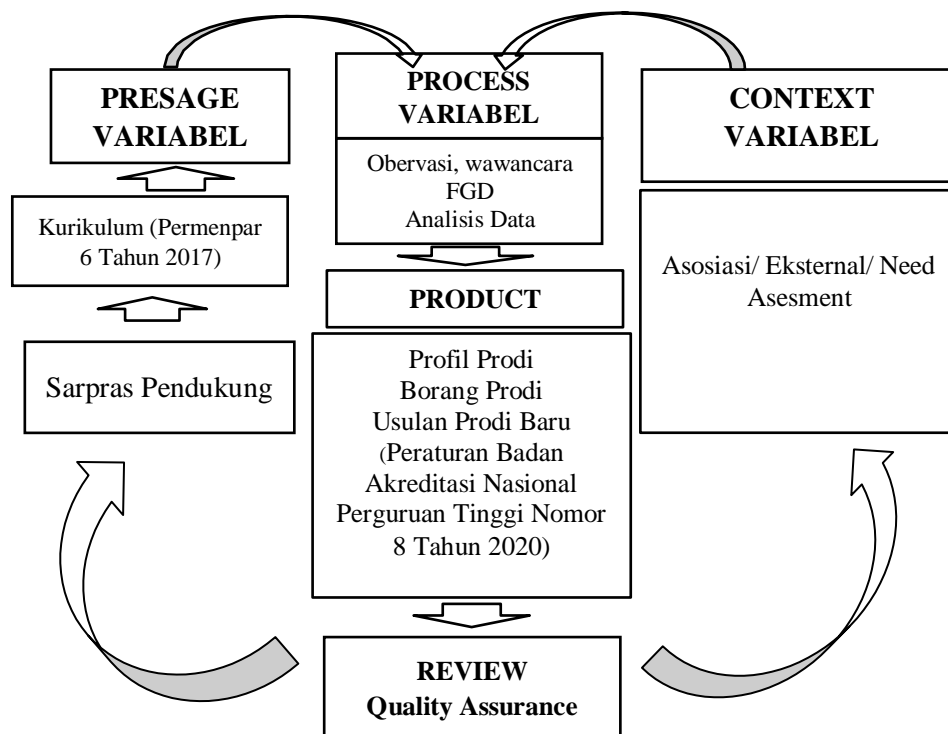 PRESAGE
VARIABEL
Kurikulum (Permenpar
6 Tahun 2017)
Sarpras Pendukung
PROCESS
VARIABEL
Obervasi, wawancara
FGD
Analisis Data
PRODUCT
Profil Prodi
Borang Prodi
Usulan Prodi Baru
(Peraturan Badan
Akreditasi Nasional
Perguruan Tinggi Nomor
8 Tahun 2020)
REVIEW
Quality Assurance
CONTEXT
VARIABEL
Asosiasi/ Eksternal/ Need
Asesment